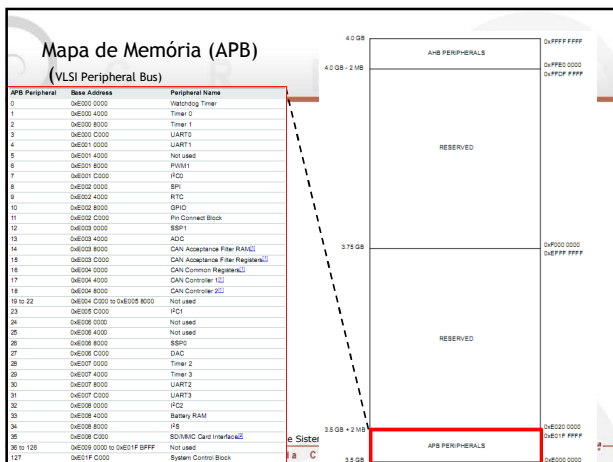 Mapa de Memória (APB)
(VLSI Peripheral Bus)
APB Peripheral Base Address Peripheral Name
0 0xE000 0000 Watchdog Timer
1 0xE000 4000 Timer 0
2 0xE000 8000 Timer 1
3 0xE000 C000 UART0
4 0xE001 0000 UART1
5 0xE001 4000 Not used
6 0xE001 8000 PWM1
7 0xE001 C000 I²C0
8 0xE002 0000 SPI
9 0xE002 4000 RTC
10 0xE002 8000 GPIO
11 0xE002 C000 Pin Connect Block
12 0xE003 0000 SSP1
13 0xE003 4000 ADC
14 0xE003 8000 CAN Acceptance Filter RAM[1]
15 0xE003 C000 CAN Acceptance Filter Registers[1]
16 0xE004 0000 CAN Common Registers[1]
17 0xE004 4000 CAN Controller 1[1]
18 0xE004 8000 CAN Controller 2[1]
19 to 22 0xE004 C000 to 0xE005 8000 Not used
23 0xE005 C000 I²C1
24 0xE006 0000 Not used
25 0xE006 4000 Not used
26 0xE006 8000 SSP0
27 0xE006 C000 DAC
28 0xE007 0000 Timer 2
29 0xE007 4000 Timer 3
30 0xE007 8000 UART2
31 0xE007 C000 UART3
32 0xE008 0000 I²C2
33 0xE008 4000 Battery RAM
34 0xE008 8000 I²S
35 0xE008 C000 SD/MMC Card Interface
36 to 126 0xE009 0000 to 0xE01F BFFF Not used
127 0xE01F C000 System Control Block
4.0 GB
0xFFFF FFFF
AHB PERIPHERALS
4.0 GB - 2 MB
0xFFE0 0000
0xFFDF FFFF
RESERVED
3.75 GB
0xF000 0000
0xEFFF FFFF
RESERVED
3.5 GB + 2 MB
0xE020 0000
0xE01F FFFF
APB PERIPHERALS
3.5 GB
0xE000 0000
e Sister